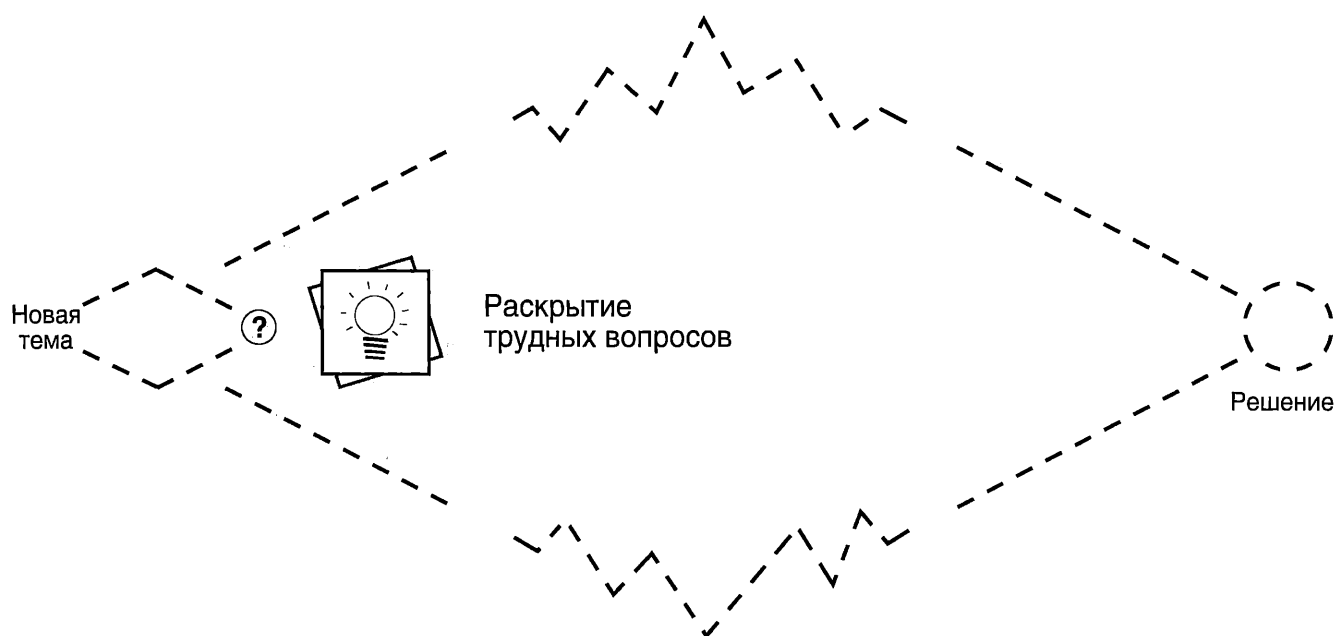 Новая
тема
?
Раскрытие
трудных вопросов
Решение